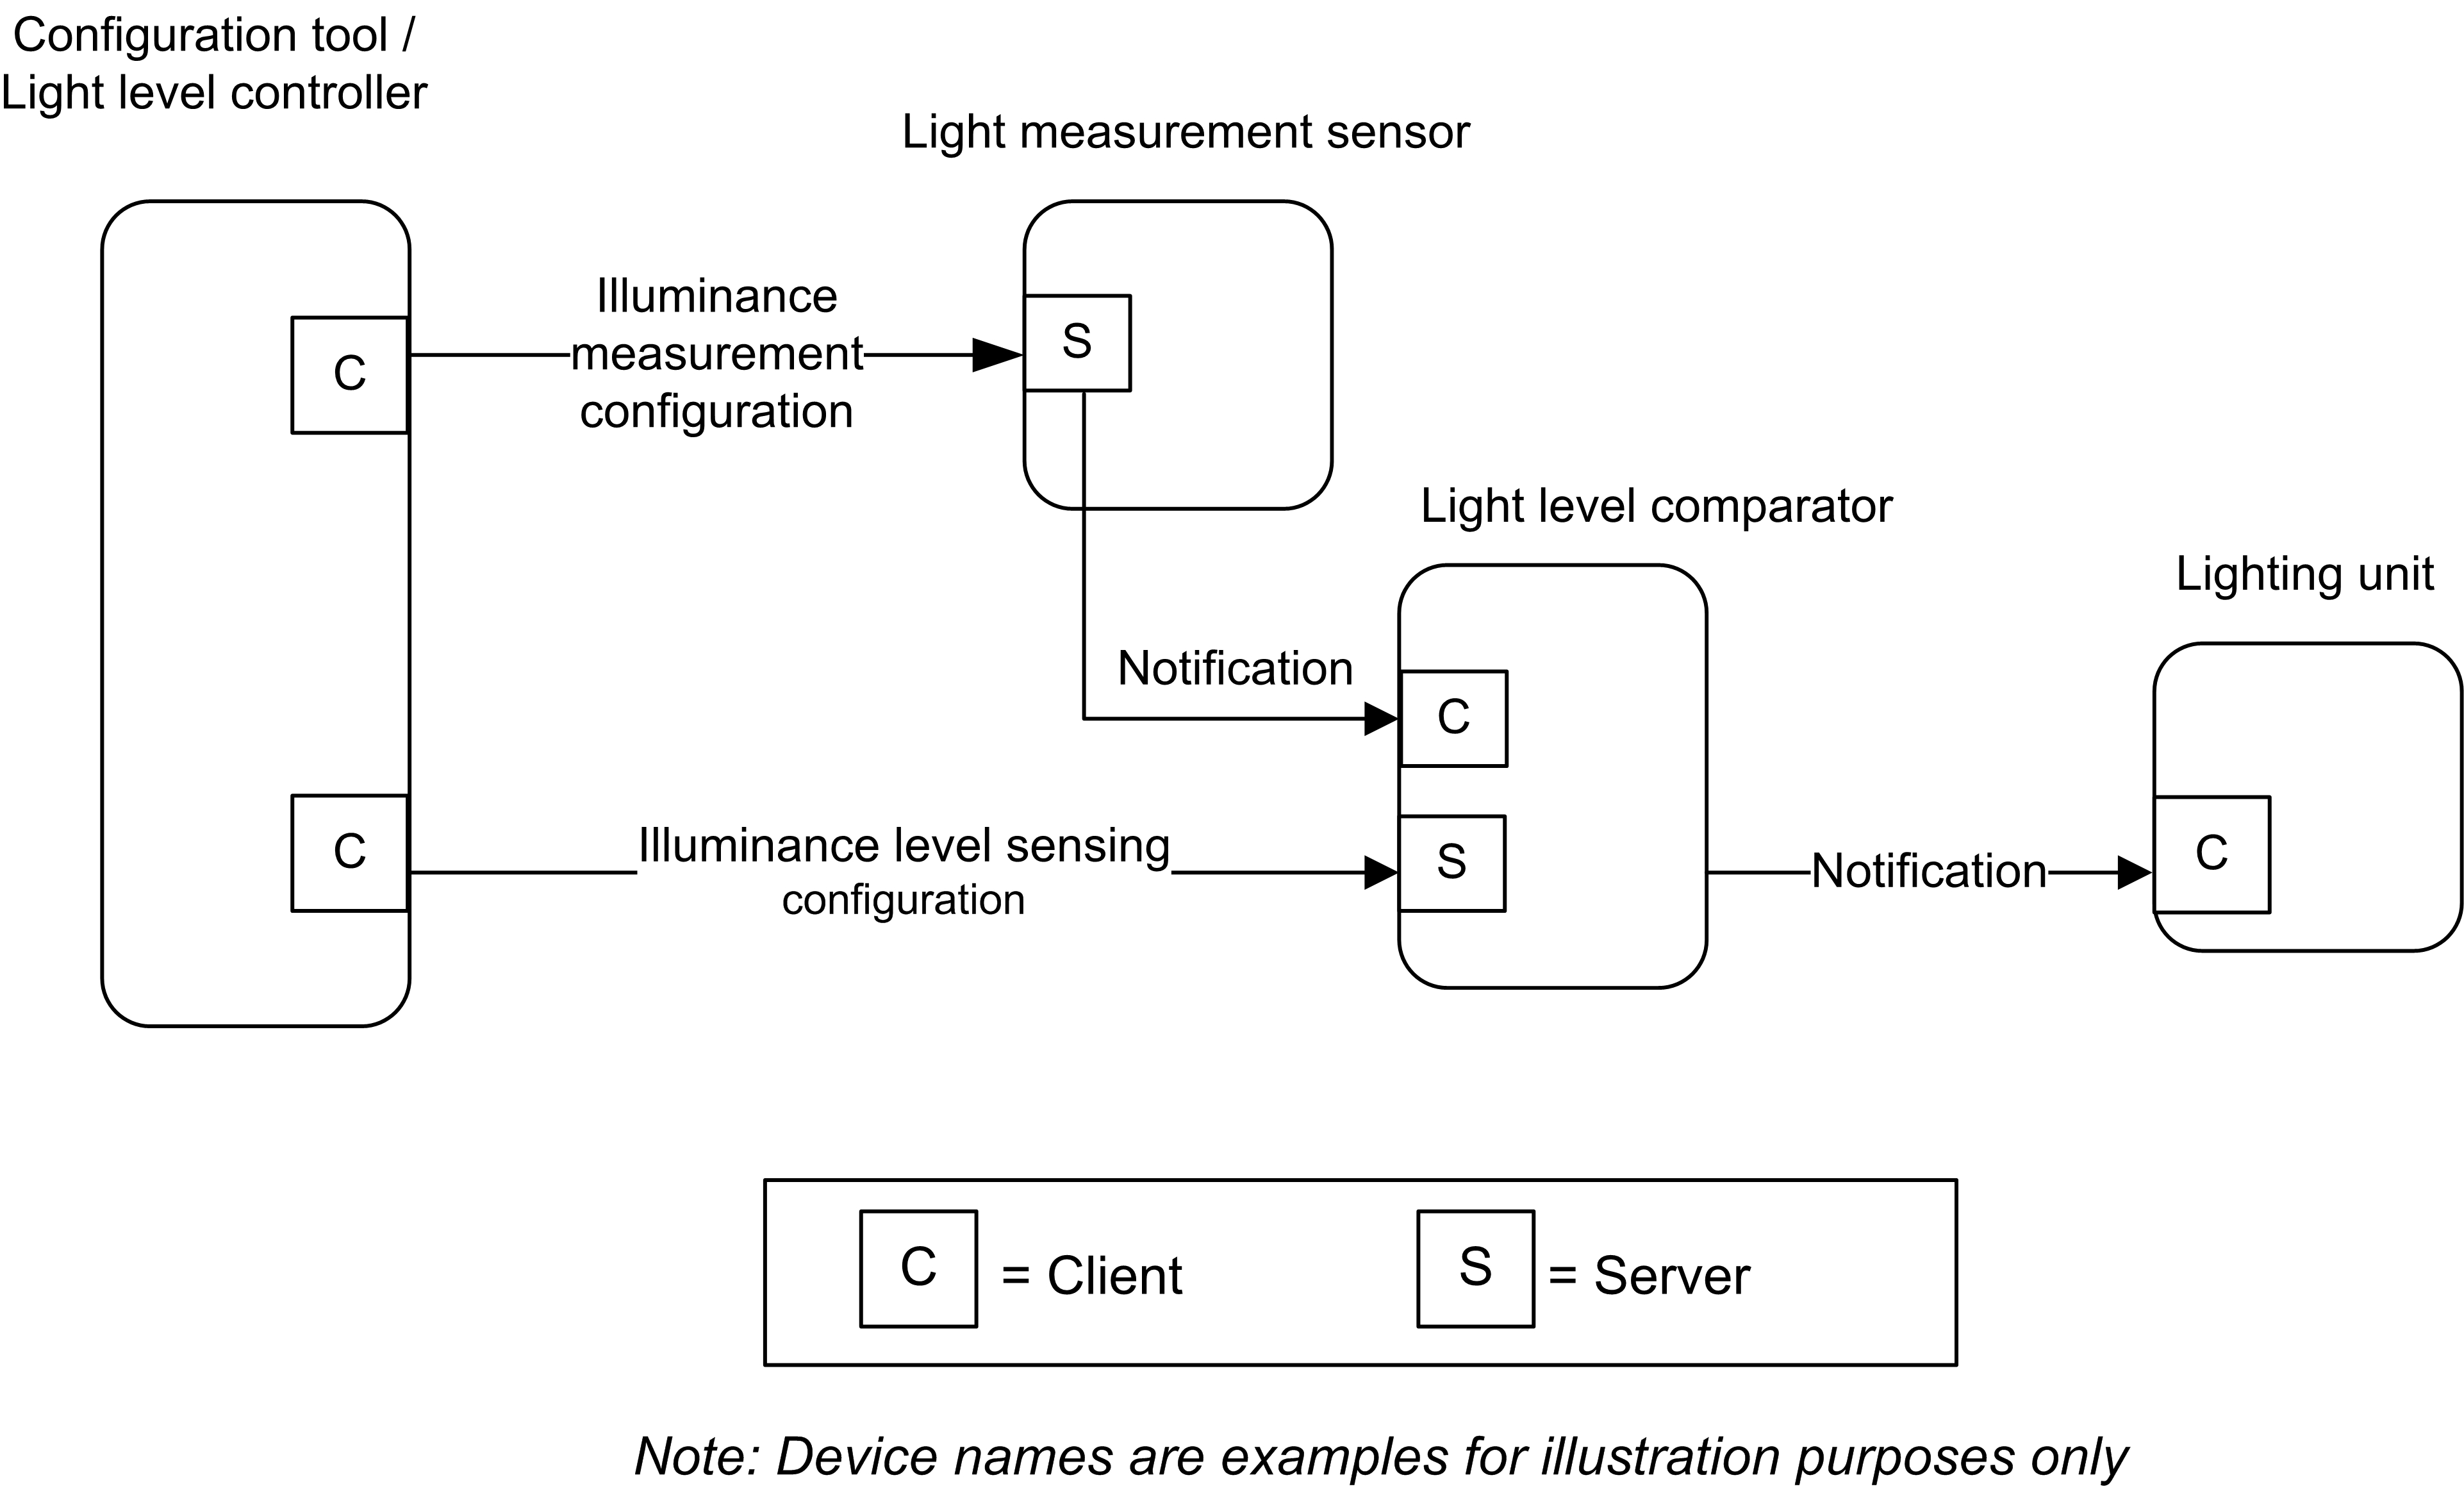 Configuration tool /
Light level controller
Light measurement sensor
Illuminance
measurement
configuration
C
S
Light level comparator
Lighting unit
Notification
C
C
Illuminance level sensing
configuration
S
Notification
C
C
= Client
S
= Server
Note: Device names are examples for illustration purposes only